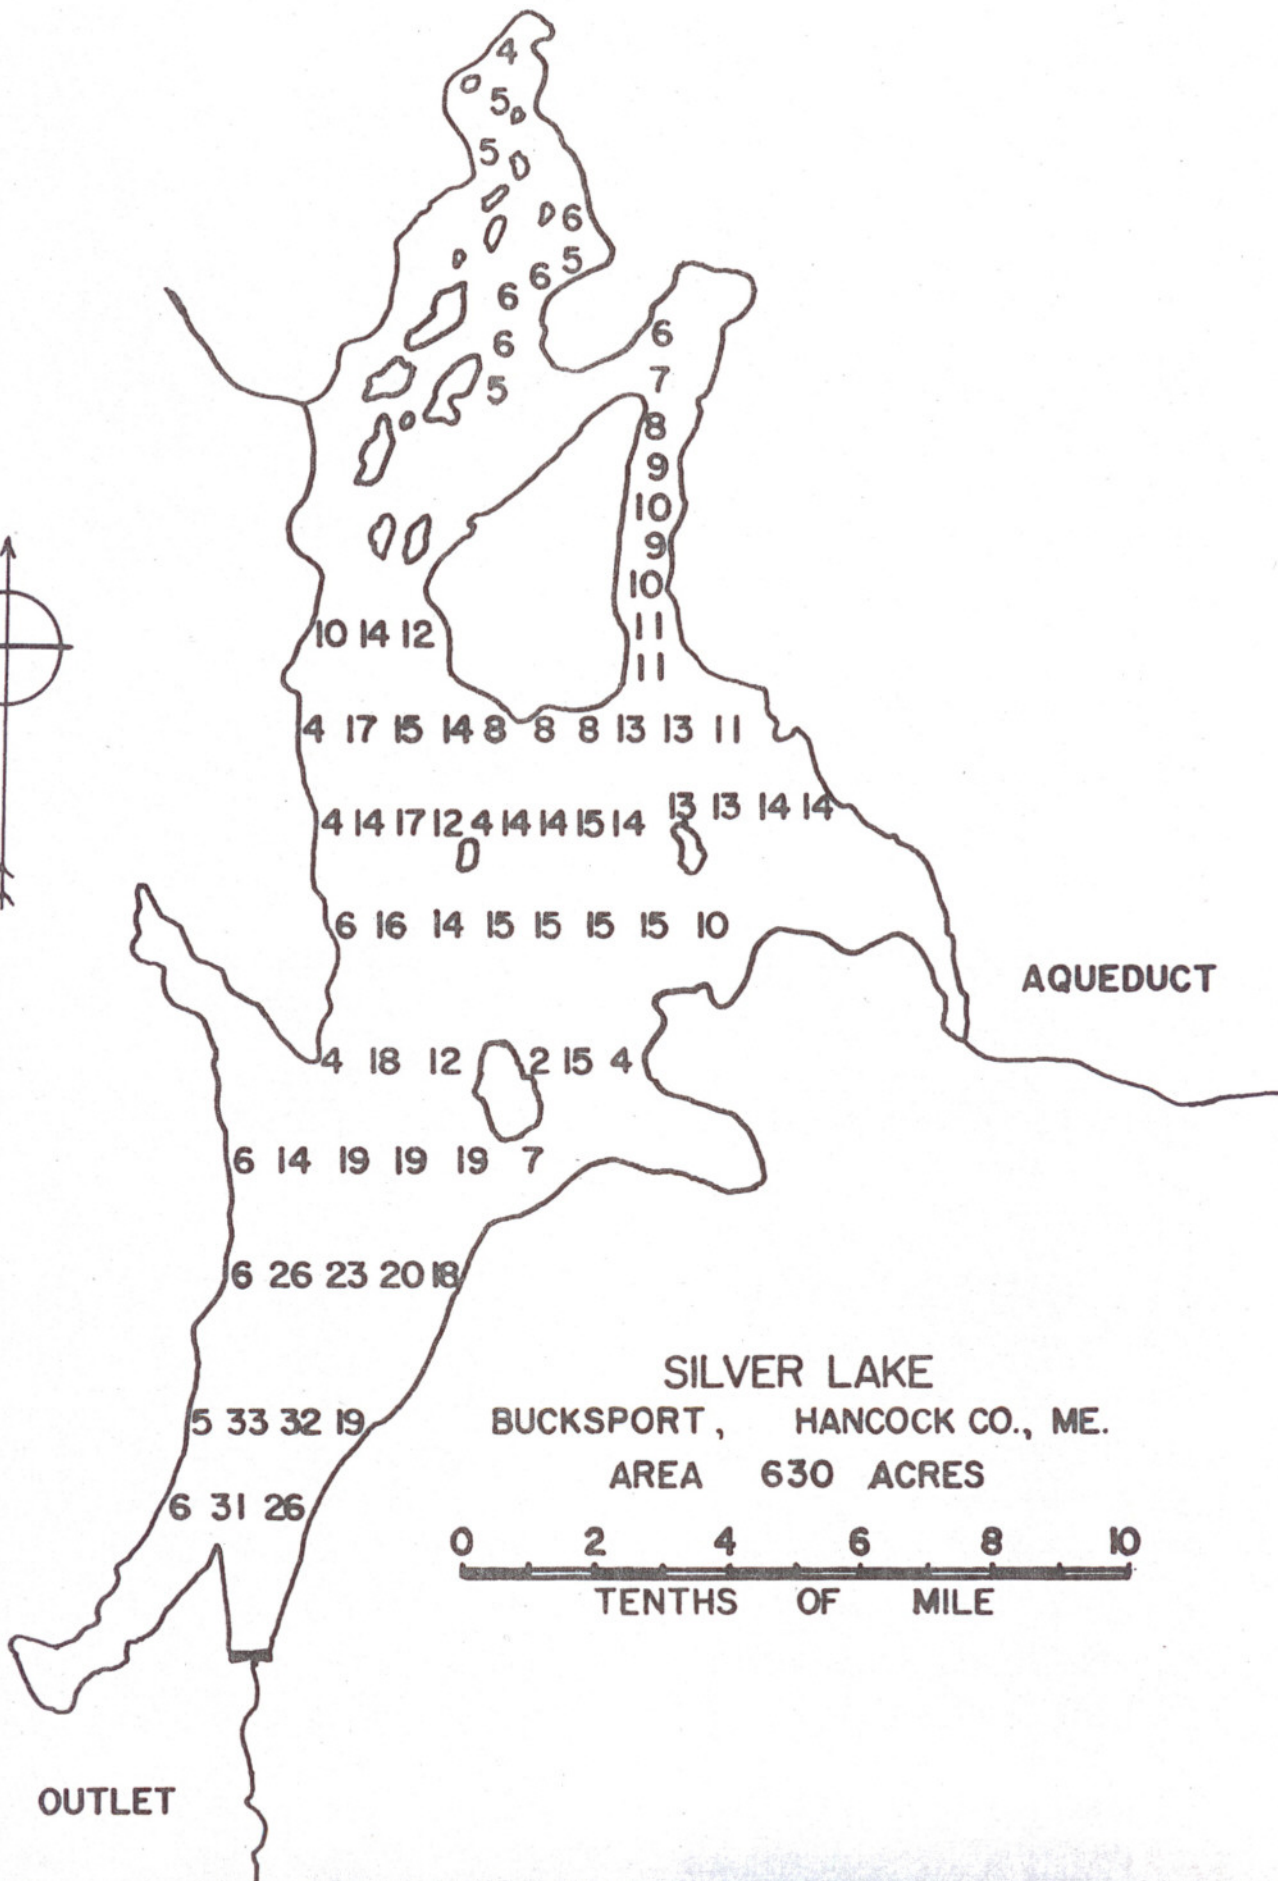 4
5
5
6
5
6
6
6
6
5
7
8
9
10
9
10
11
10 14 12
11
4 17 15 14 8 8 8 13 13 11
13 13 14 14
4 14 17 12 4 14 14 15 14
6 16 14 15 15 15 15 10
AQUEDUCT
4 18 12 2 15 4
6 14 19 19 19 7
6 26 23 20 18
SILVER LAKE
5 33 32 19
BUCKSPORT, HANCOCK CO., ME.
AREA 630 ACRES
6 31 26
0 2 4 6 8 10
TENTHS OF MILE
OUTLET